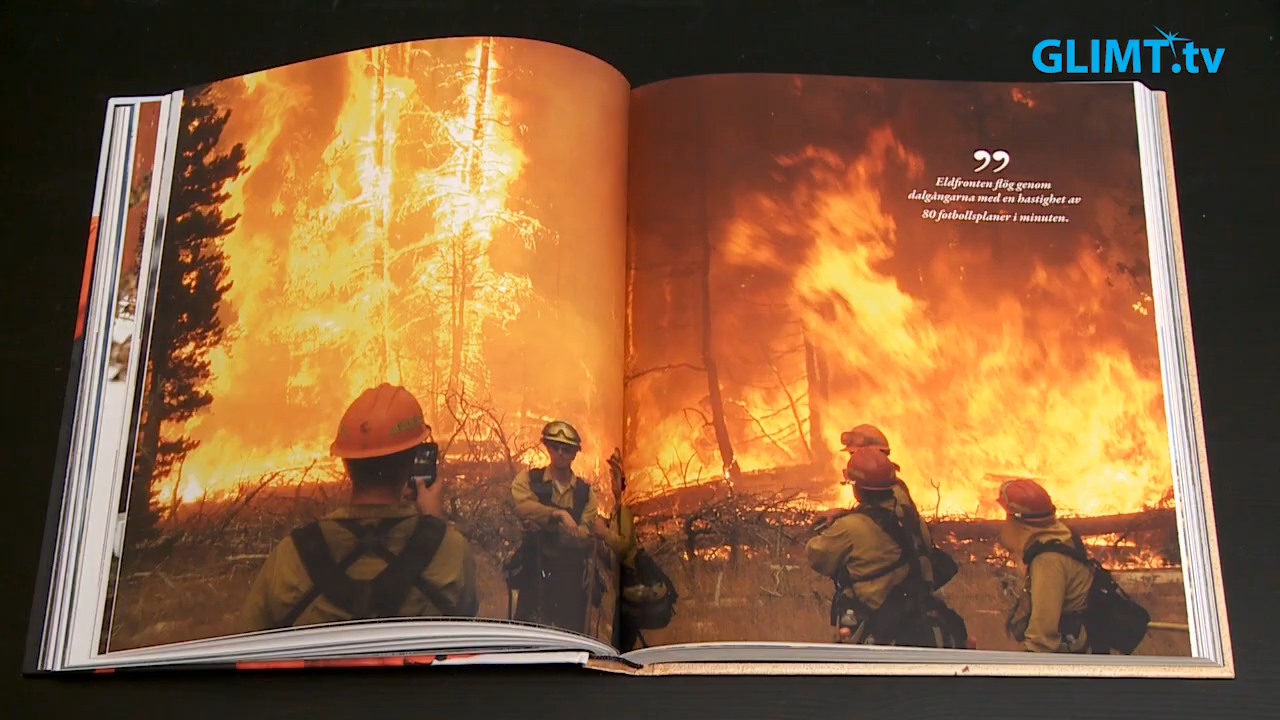 GLIMT.tv
”
Eldfronten flög genom
dalgångarna med en hastighet av
80 fotbollsplaner i minuten.